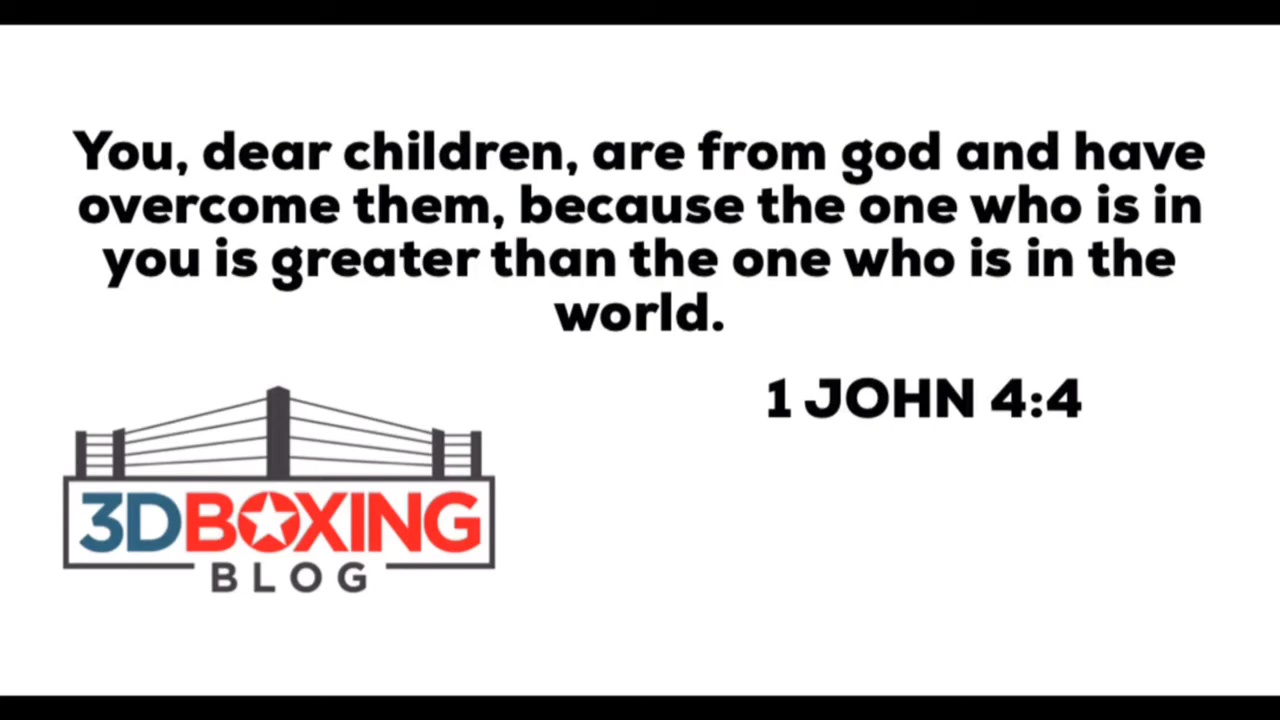 You, dear children, are from god and have
overcome them, because the one who is in
you is greater than the one who is in the
world.
1 JOHN 4:4
3DBOXING
BLOG